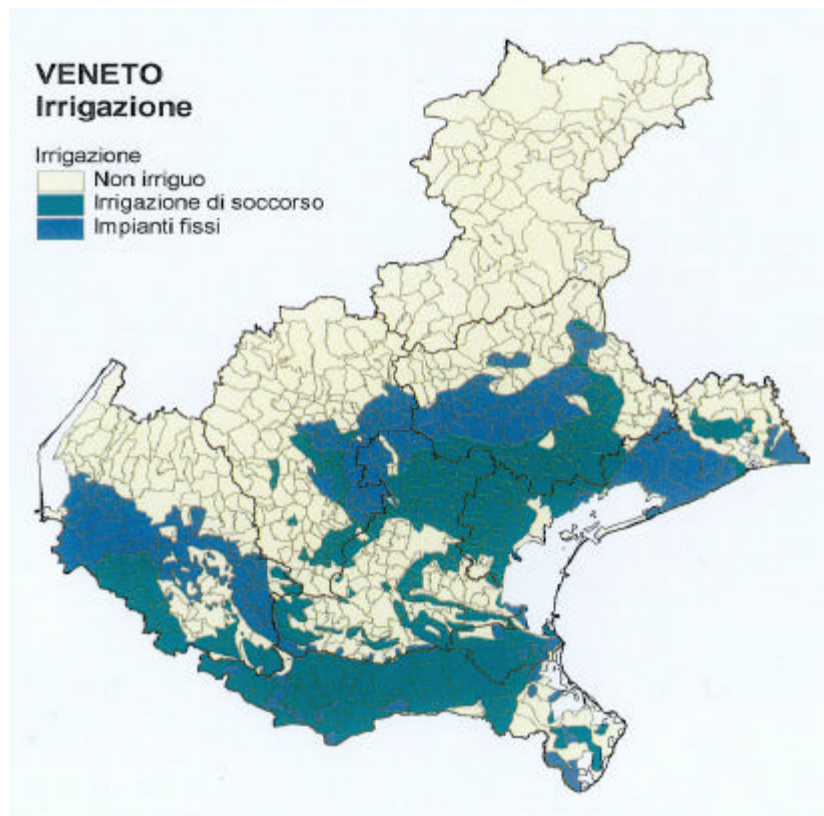 VENETO
Irrigazione
Irrigazione
Non irriguo
Irrigazione di soccorso
Impianti fissi